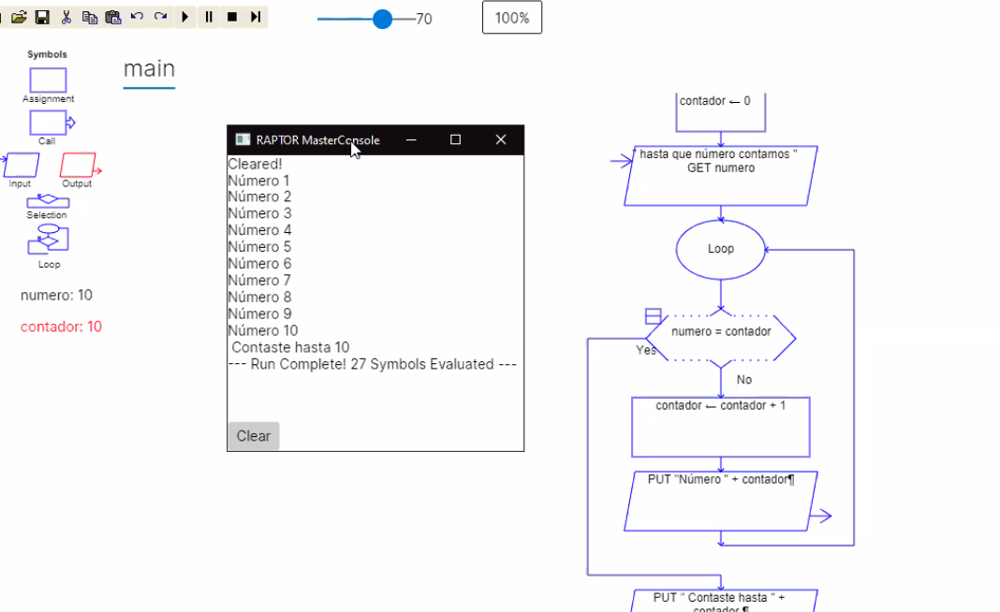 70
100%
Symbols
Assignment
Call
Input
Output
Selection
Loop
numero: 10
contador: 10
main
RAPTOR MasterConsole
Cleared!
Número 1
Número 2
Número 3
Número 4
Número 5
Número 6
Número 7
Número 8
Número 9
Número 10
Contaste hasta 10
--- Run Complete! 27 Symbols Evaluated ---
Clear
contador ← 0
" hasta que número contamos "
GET numero
Loop
numero = contador
Yes
No
contador ← contador + 1
PUT "Número " + contador¶
PUT " Contaste hasta " +
contador ¶